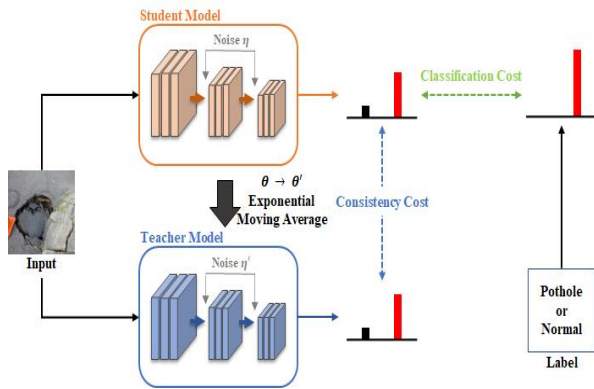 Student Model
Noise η
Classification Cost
θ → θ′
Exponential
Moving Average
Consistency Cost
Input
Teacher Model
Noise η′
Pothole
or
Normal
Label